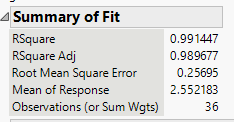 Summary of Fit
RSquare 0.991447
RSquare Adj 0.989677
Root Mean Square Error 0.25695
Mean of Response 2.552183
Observations (or Sum Wgts) 36